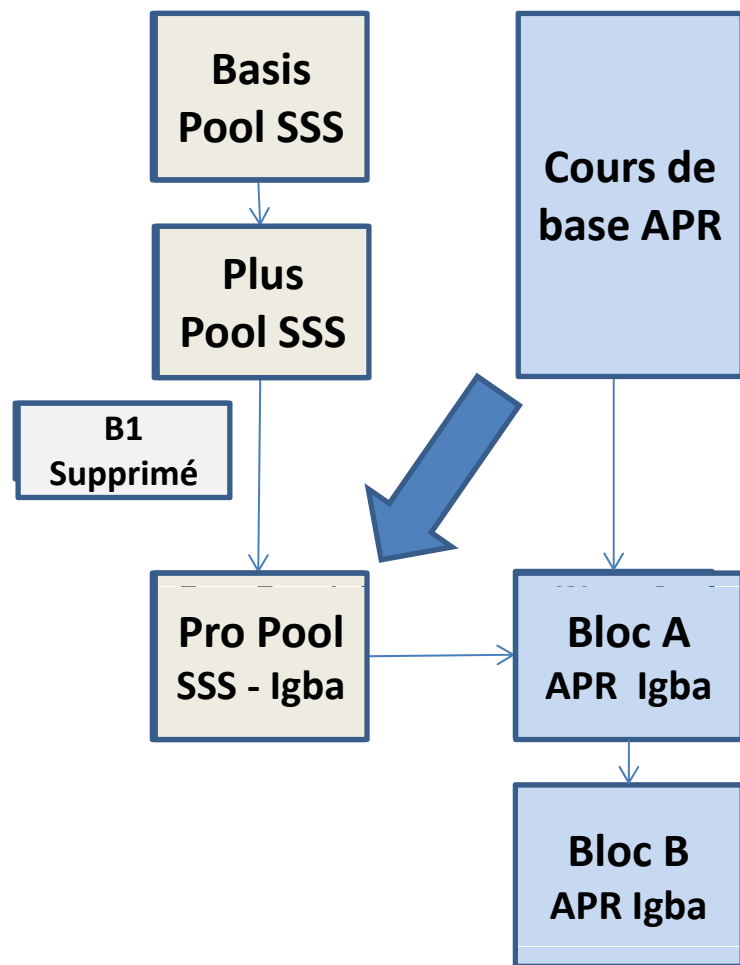 Basis
Pool SSS
Cours de
base APR
Plus
Pool SSS
B1
Supprimé
Pro Pool
SSS - Igba
Bloc A
APR Igba
Bloc B
APR Igba